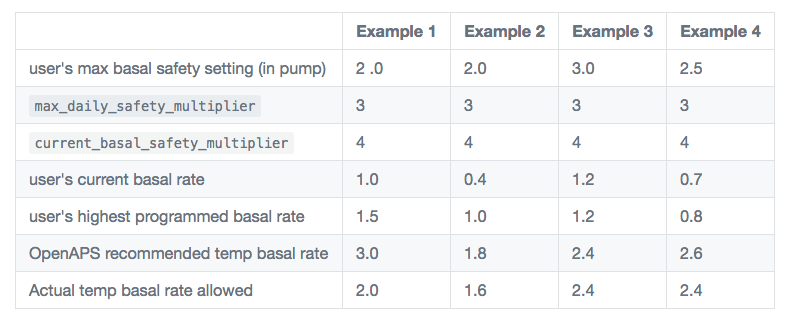 Example 1 Example 2 Example 3 Example 4
user's max basal safety setting (in pump) 2 .0 2.0 3.0 2.5
max_daily_safety_multiplier 3 3 3 3
current_basal_safety_multiplier 4 4 4 4
user's current basal rate 1.0 0.4 1.2 0.7
user's highest programmed basal rate 1.5 1.0 1.2 0.8
OpenAPS recommended temp basal rate 3.0 1.8 2.4 2.6
Actual temp basal rate allowed 2.0 1.6 2.4 2.4